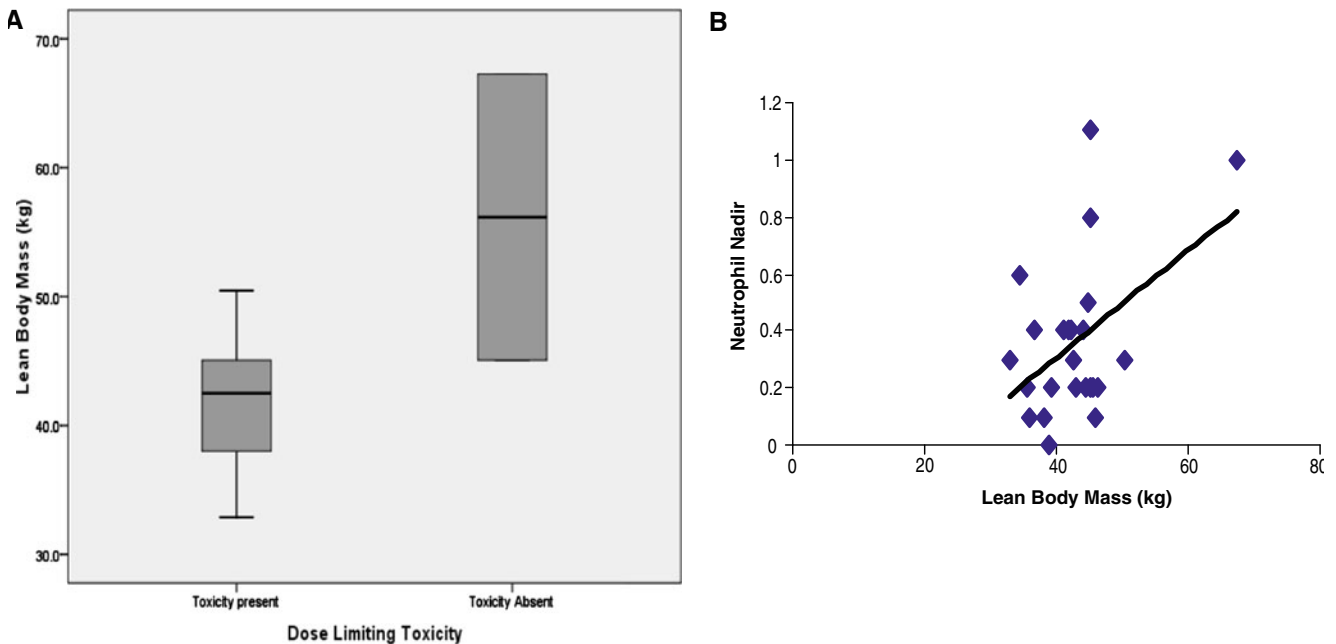 A
70.0
60.0
50.0
40.0
30.0
Lean Body Mass (kg)
Toxicity present
Toxicity Absent
Dose Limiting Toxicity
B
1.2
1
0.8
0.6
0.4
0.2
0
Neutrophil Nadir
0 20 40 60 80
Lean Body Mass (kg)